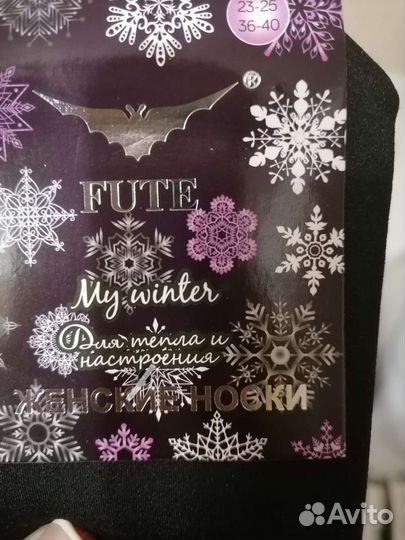 23-25
36-40
®
FUTE
My winter
Для тепла и
настроения
ЖЕНСКИЕ НОСКИ
Avito